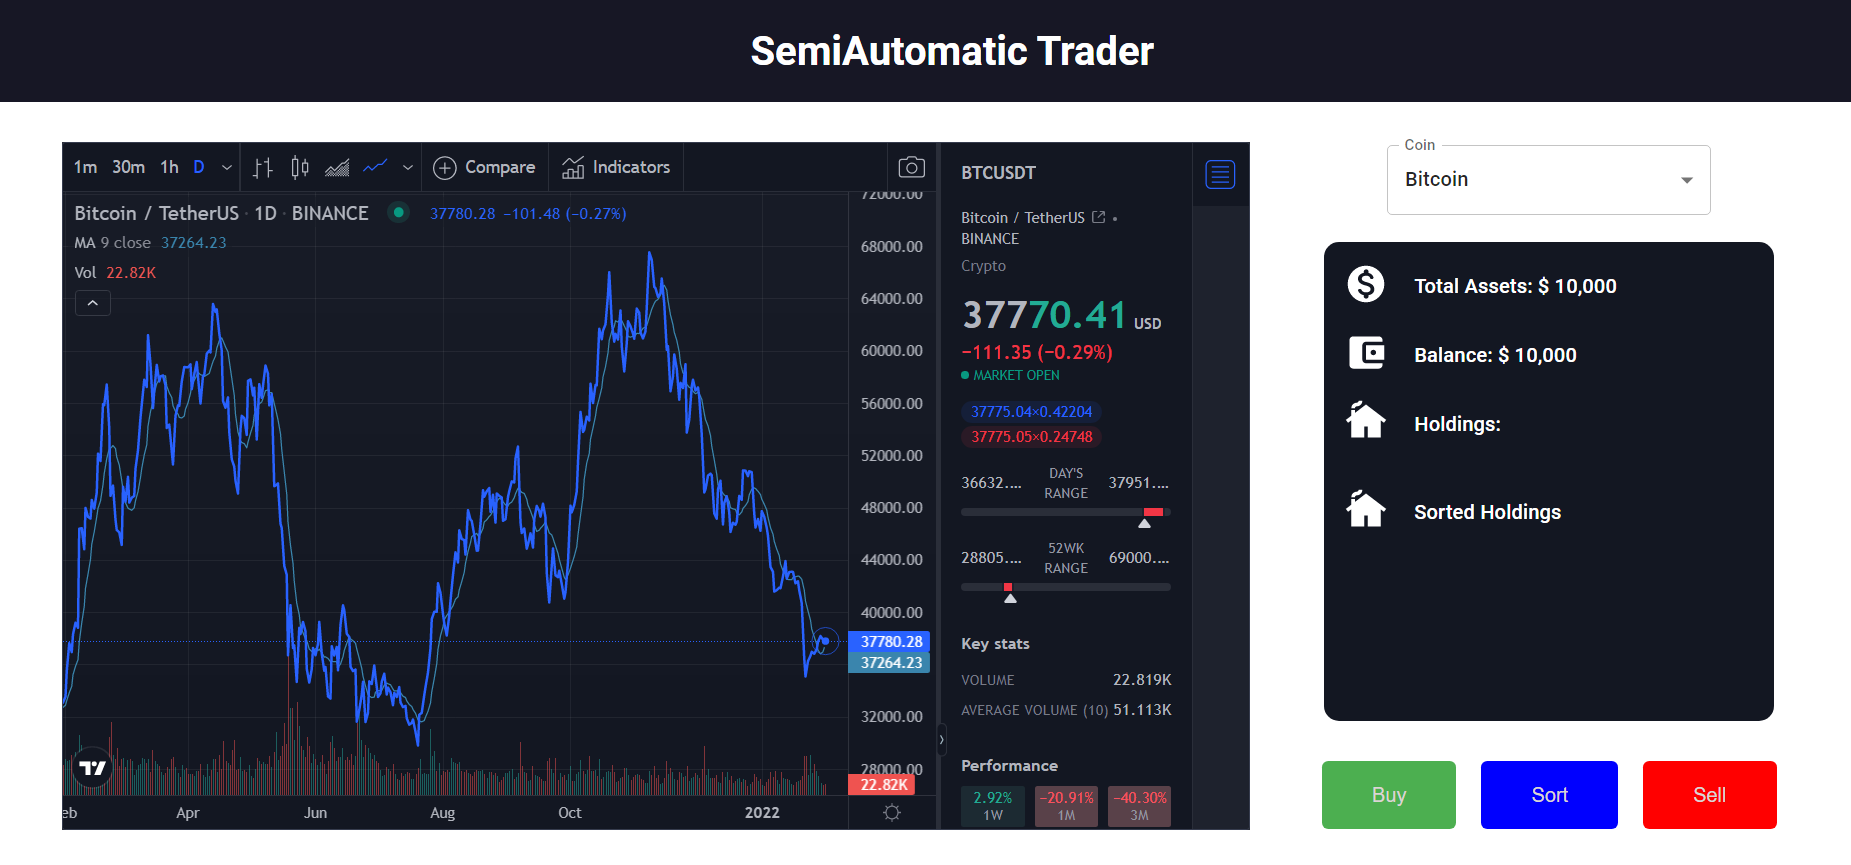 SemiAutomatic Trader
1m 30m 1h D Compare Indicators
Bitcoin / TetherUS · 1D · BINANCE 37780.28 −101.48 (−0.27%)
MA 9 close 37264.23
Vol 22.82K
72000.00
68000.00
64000.00
60000.00
56000.00
52000.00
48000.00
44000.00
40000.00
37780.28
37264.23
32000.00
28000.00
22.82K
eb Apr Jun Aug Oct 2022
BTCUSDT
Bitcoin / TetherUS •
BINANCE
Crypto
37770.41 USD
−111.35 (−0.29%)
MARKET OPEN
37775.04×0.42204
37775.05×0.24748
36632.... DAY'S RANGE 37951....
28805.... 52WK RANGE 69000....
Key stats
VOLUME 22.819K
AVERAGE VOLUME (10) 51.113K
Performance
2.92% −20.91% −40.30%
1W 1M 3M
Coin
Bitcoin
Total Assets: $ 10,000
Balance: $ 10,000
Holdings:
Sorted Holdings
Buy Sort Sell